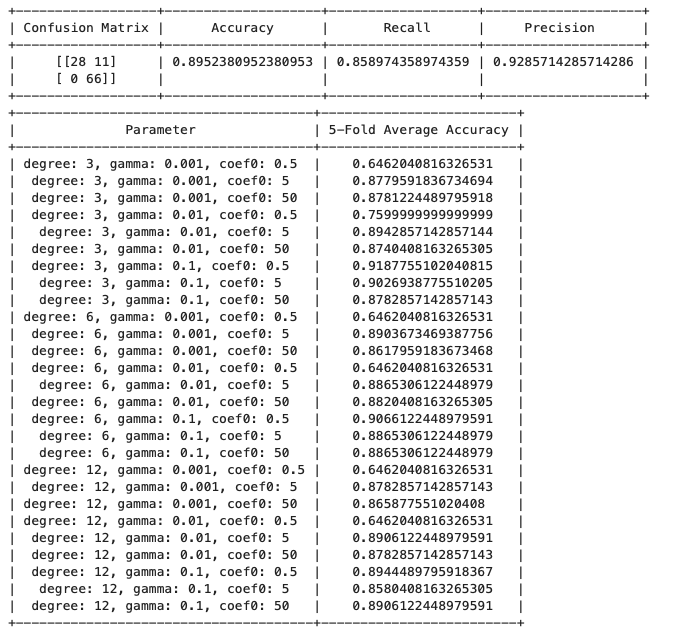 +------------------+--------------------+-------------------+--------------------+
| Confusion Matrix |      Accuracy      |       Recall      |     Precision      |
+------------------+--------------------+-------------------+--------------------+
|     [[28 11]     | 0.8952380952380953 | 0.858974358974359 | 0.9285714285714286 |
|     [ 0 66]]     |                    |                   |                    |
+------------------+--------------------+-------------------+--------------------+
+-------------------------------------+-------------------------+
|              Parameter              | 5-Fold Average Accuracy |
+-------------------------------------+-------------------------+
| degree: 3, gamma: 0.001, coef0: 0.5 |    0.6462040816326531   |
|  degree: 3, gamma: 0.001, coef0: 5  |    0.8779591836734694   |
|  degree: 3, gamma: 0.001, coef0: 50 |    0.8781224489795918   |
|  degree: 3, gamma: 0.01, coef0: 0.5 |    0.7599999999999999   |
|   degree: 3, gamma: 0.01, coef0: 5  |    0.8942857142857144   |
|  degree: 3, gamma: 0.01, coef0: 50  |    0.8740408163265305   |
|  degree: 3, gamma: 0.1, coef0: 0.5  |    0.9187755102040815   |
|   degree: 3, gamma: 0.1, coef0: 5   |    0.9026938775510205   |
|   degree: 3, gamma: 0.1, coef0: 50  |    0.8782857142857143   |
| degree: 6, gamma: 0.001, coef0: 0.5 |    0.6462040816326531   |
|  degree: 6, gamma: 0.001, coef0: 5  |    0.8903673469387756   |
|  degree: 6, gamma: 0.001, coef0: 50 |    0.8617959183673468   |
|  degree: 6, gamma: 0.01, coef0: 0.5 |    0.6462040816326531   |
|   degree: 6, gamma: 0.01, coef0: 5  |    0.8865306122448979   |
|  degree: 6, gamma: 0.01, coef0: 50  |    0.8820408163265305   |
|  degree: 6, gamma: 0.1, coef0: 0.5  |    0.9066122448979591   |
|   degree: 6, gamma: 0.1, coef0: 5   |    0.8865306122448979   |
|   degree: 6, gamma: 0.1, coef0: 50  |    0.8865306122448979   |
| degree: 12, gamma: 0.001, coef0: 0.5 |    0.6462040816326531   |
|  degree: 12, gamma: 0.001, coef0: 5 |    0.8782857142857143   |
| degree: 12, gamma: 0.001, coef0: 50 |    0.865877551020408    |
| degree: 12, gamma: 0.01, coef0: 0.5 |    0.6462040816326531   |
|  degree: 12, gamma: 0.01, coef0: 5  |    0.8906122448979591   |
|  degree: 12, gamma: 0.01, coef0: 50 |    0.8782857142857143   |
|  degree: 12, gamma: 0.1, coef0: 0.5 |    0.8944489795918367   |
|   degree: 12, gamma: 0.1, coef0: 5  |    0.8580408163265305   |
|  degree: 12, gamma: 0.1, coef0: 50  |    0.8906122448979591   |
+-------------------------------------+-------------------------+